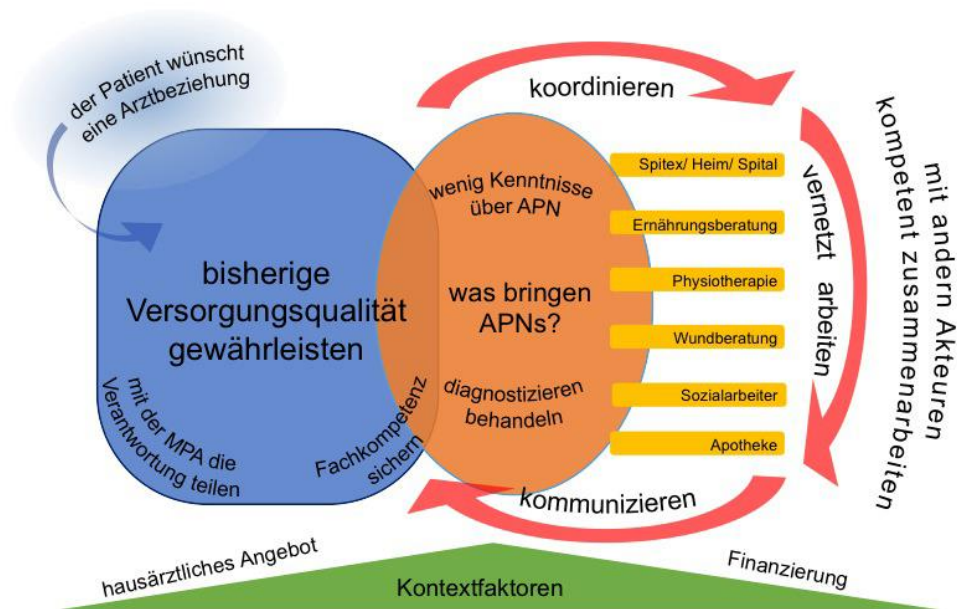 der Patient wünscht
eine Arztbeziehung
bisherige
Versorgungsqualität
gewährleisten
mit der MPA die
Verantwortung teilen
Fachkompetenz
sichern
wenig Kenntnisse
über APN
was bringen
APNs?
diagnostizieren
behandeln
koordinieren
Spitex/ Heim/ Spital
Ernährungsberatung
Physiotherapie
Wundberatung
Sozialarbeiter
Apotheke
vernetzt arbeiten
kommunizieren
mit andern Akteuren
kompetent zusammenarbeiten
hausärztliches Angebot
Kontextfaktoren
Finanzierung